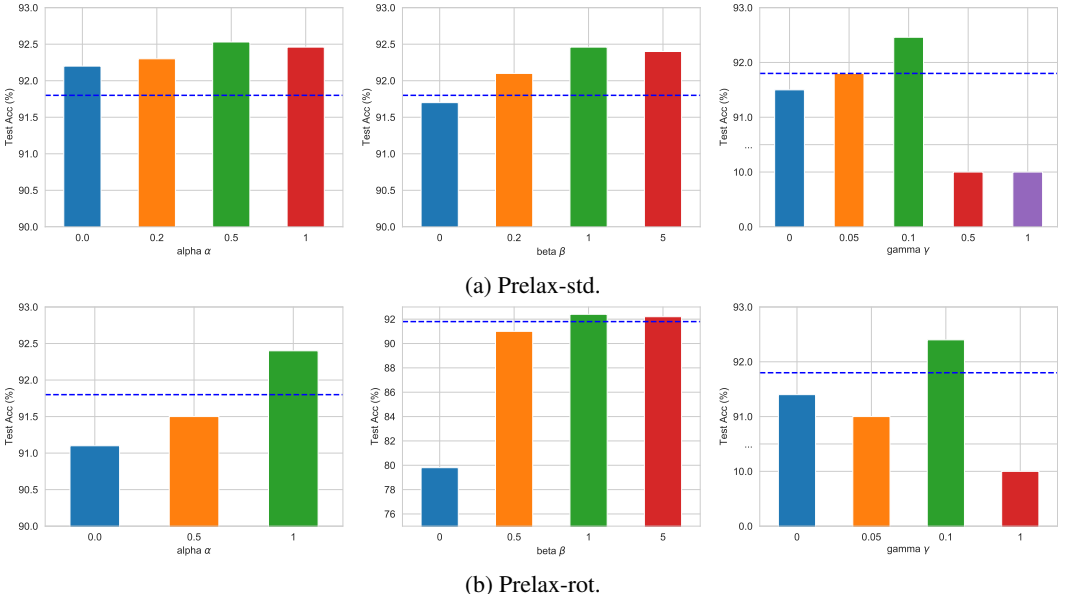 93.0
92.5
92.0
91.5
91.0
90.5
90.0
Test Acc (%)
0.0 0.2 0.5 1
alpha α
93.0
92.5
92.0
91.5
91.0
90.5
90.0
Test Acc (%)
0 0.2 1 5
beta β
93.0
92.0
91.0
...
10.0
0.0
Test Acc (%)
0 0.05 0.1 0.5 1
gamma γ
(a) Prelax-std.
93.0
92.5
92.0
91.5
91.0
90.5
90.0
Test Acc (%)
0.0 0.5 1
alpha α
92
90
88
86
84
82
80
78
76
Test Acc (%)
0 0.5 1 5
beta β
93.0
92.0
91.0
...
10.0
0.0
Test Acc (%)
0 0.05 0.1 1
gamma γ
(b) Prelax-rot.